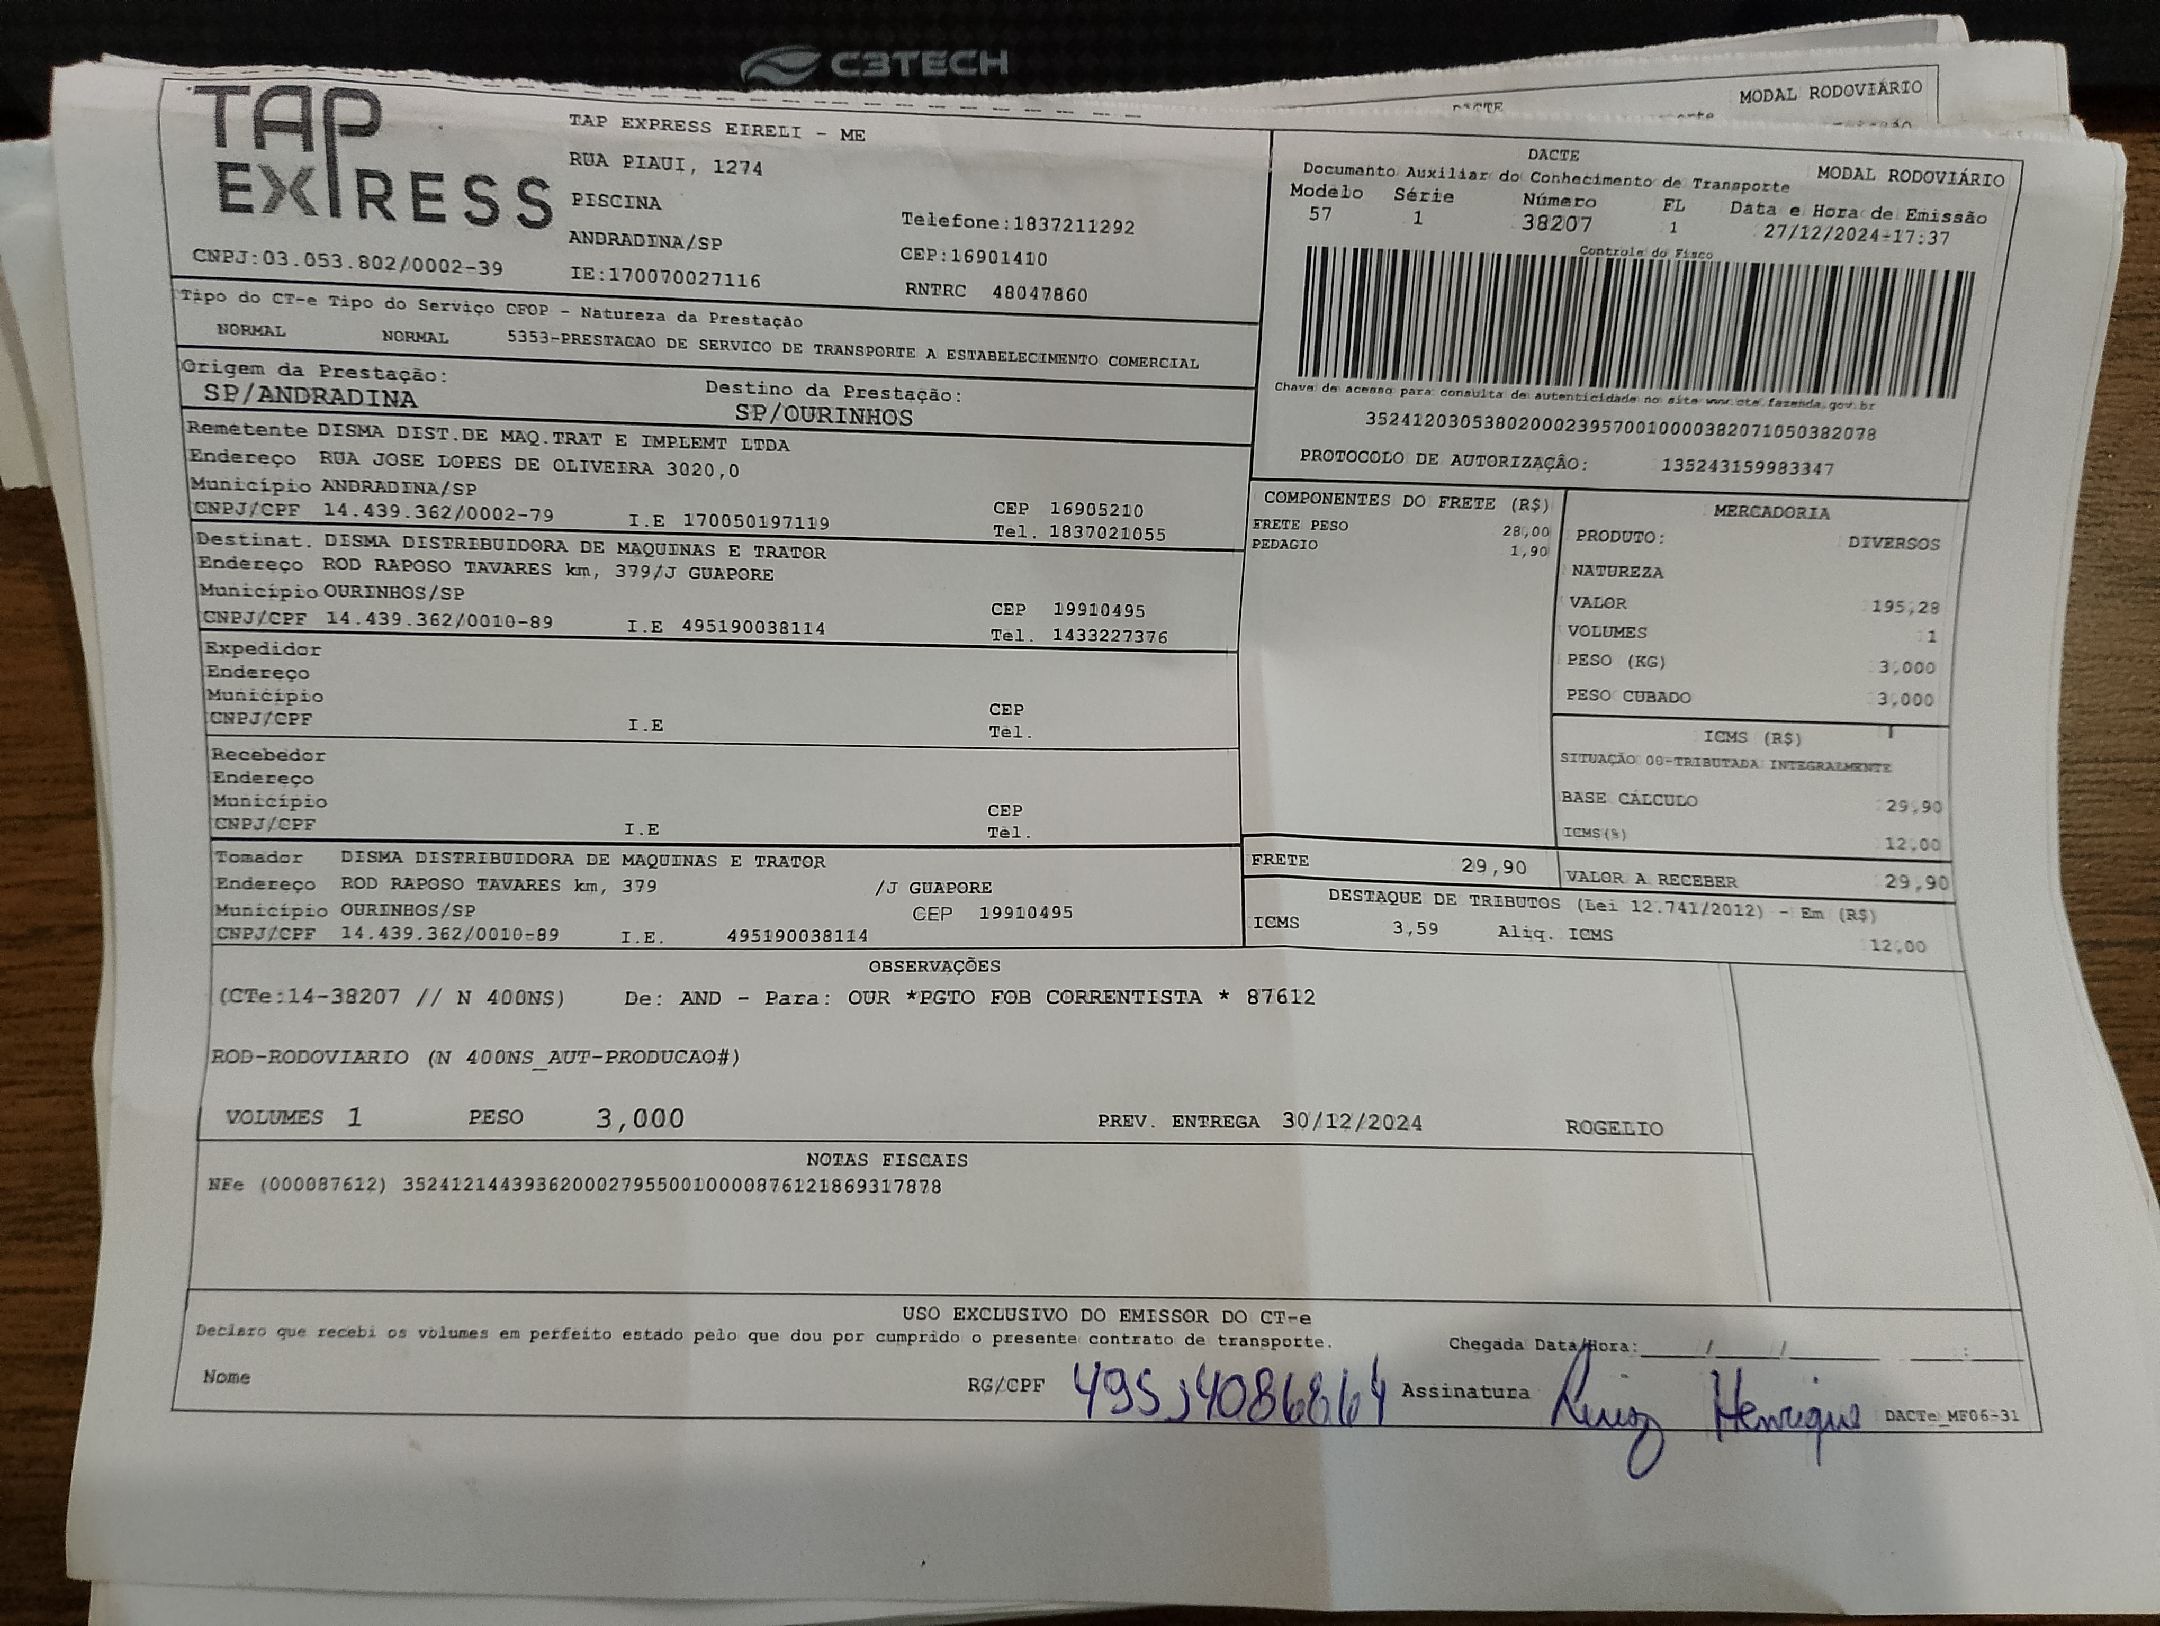 C3TECH
DACTE
MODAL RODOVIÁRIO
TAP EXPRESS
TAP EXPRESS EIRELI - ME
RUA PIAUI, 1274
PISCINA
ANDRADINA/SP
Telefone:1837211292
CEP:16901410
CNPJ:03.053.802/0002-39
IE:170070027116
RNTRC 48047860
DACTE
Documento Auxiliar do Conhecimento de Transporte
MODAL RODOVIÁRIO
Modelo Série Número FL Data e Hora de Emissão
57 1 38207 1 27/12/2024-17:37
Controle do Fisco
Chave de acesso para consulta de autenticidade no site www.cte.fazenda.gov.br
35241203053802000239570010000382071050382078
PROTOCOLO DE AUTORIZAÇÃO: 135243159983347
Tipo do CT-e Tipo do Serviço CFOP - Natureza da Prestação
NORMAL NORMAL 5353-PRESTACAO DE SERVICO DE TRANSPORTE A ESTABELECIMENTO COMERCIAL
Origem da Prestação: Destino da Prestação:
SP/ANDRADINA SP/OURINHOS
Remetente DISMA DIST.DE MAQ.TRAT E IMPLEMT LTDA
Endereço RUA JOSE LOPES DE OLIVEIRA 3020,0
Município ANDRADINA/SP CEP 16905210
CNPJ/CPF 14.439.362/0002-79 I.E 170050197119 Tel. 1837021055
Destinat. DISMA DISTRIBUIDORA DE MAQUINAS E TRATOR
Endereço ROD RAPOSO TAVARES km, 379/J GUAPORE
Município OURINHOS/SP CEP 19910495
CNPJ/CPF 14.439.362/0010-89 I.E 495190038114 Tel. 1433227376
Expedidor
Endereço
Município CEP
CNPJ/CPF I.E Tel.
Recebedor
Endereço
Município CEP
CNPJ/CPF I.E Tel.
Tomador DISMA DISTRIBUIDORA DE MAQUINAS E TRATOR
Endereço ROD RAPOSO TAVARES km, 379 /J GUAPORE
Município OURINHOS/SP CEP 19910495
CNPJ/CPF 14.439.362/0010-89 I.E. 495190038114
COMPONENTES DO FRETE (R$)
FRETE PESO 28,00
PEDAGIO 1,90
MERCADORIA
PRODUTO: DIVERSOS
NATUREZA
VALOR 195,28
VOLUMES 1
PESO (KG) 3,000
PESO CUBADO 3,000
ICMS (R$)
SITUAÇÃO 00-TRIBUTADA INTEGRALMENTE
BASE CÁLCULO 29,90
ICMS(%) 12,00
FRETE 29,90 VALOR A RECEBER 29,90
DESTAQUE DE TRIBUTOS (Lei 12.741/2012) - Em (R$)
ICMS 3,59 Aliq. ICMS 12,00
OBSERVAÇÕES
(CTe:14-38207 // N 400NS) De: AND - Para: OUR *PGTO FOB CORRENTISTA * 87612
ROD-RODOVIARIO (N 400NS_AUT-PRODUCAO#)
VOLUMES 1 PESO 3,000 PREV. ENTREGA 30/12/2024 ROGELIO
NOTAS FISCAIS
NFe (000087612) 35241214439362000279550010000876121869317878
USO EXCLUSIVO DO EMISSOR DO CT-e
Declaro que recebi os volumes em perfeito estado pelo que dou por cumprido o presente contrato de transporte. Chegada Data/Hora:____/____/____ ____:____
Nome RG/CPF Assinatura Luiz Henrique DACTe_MF06-31